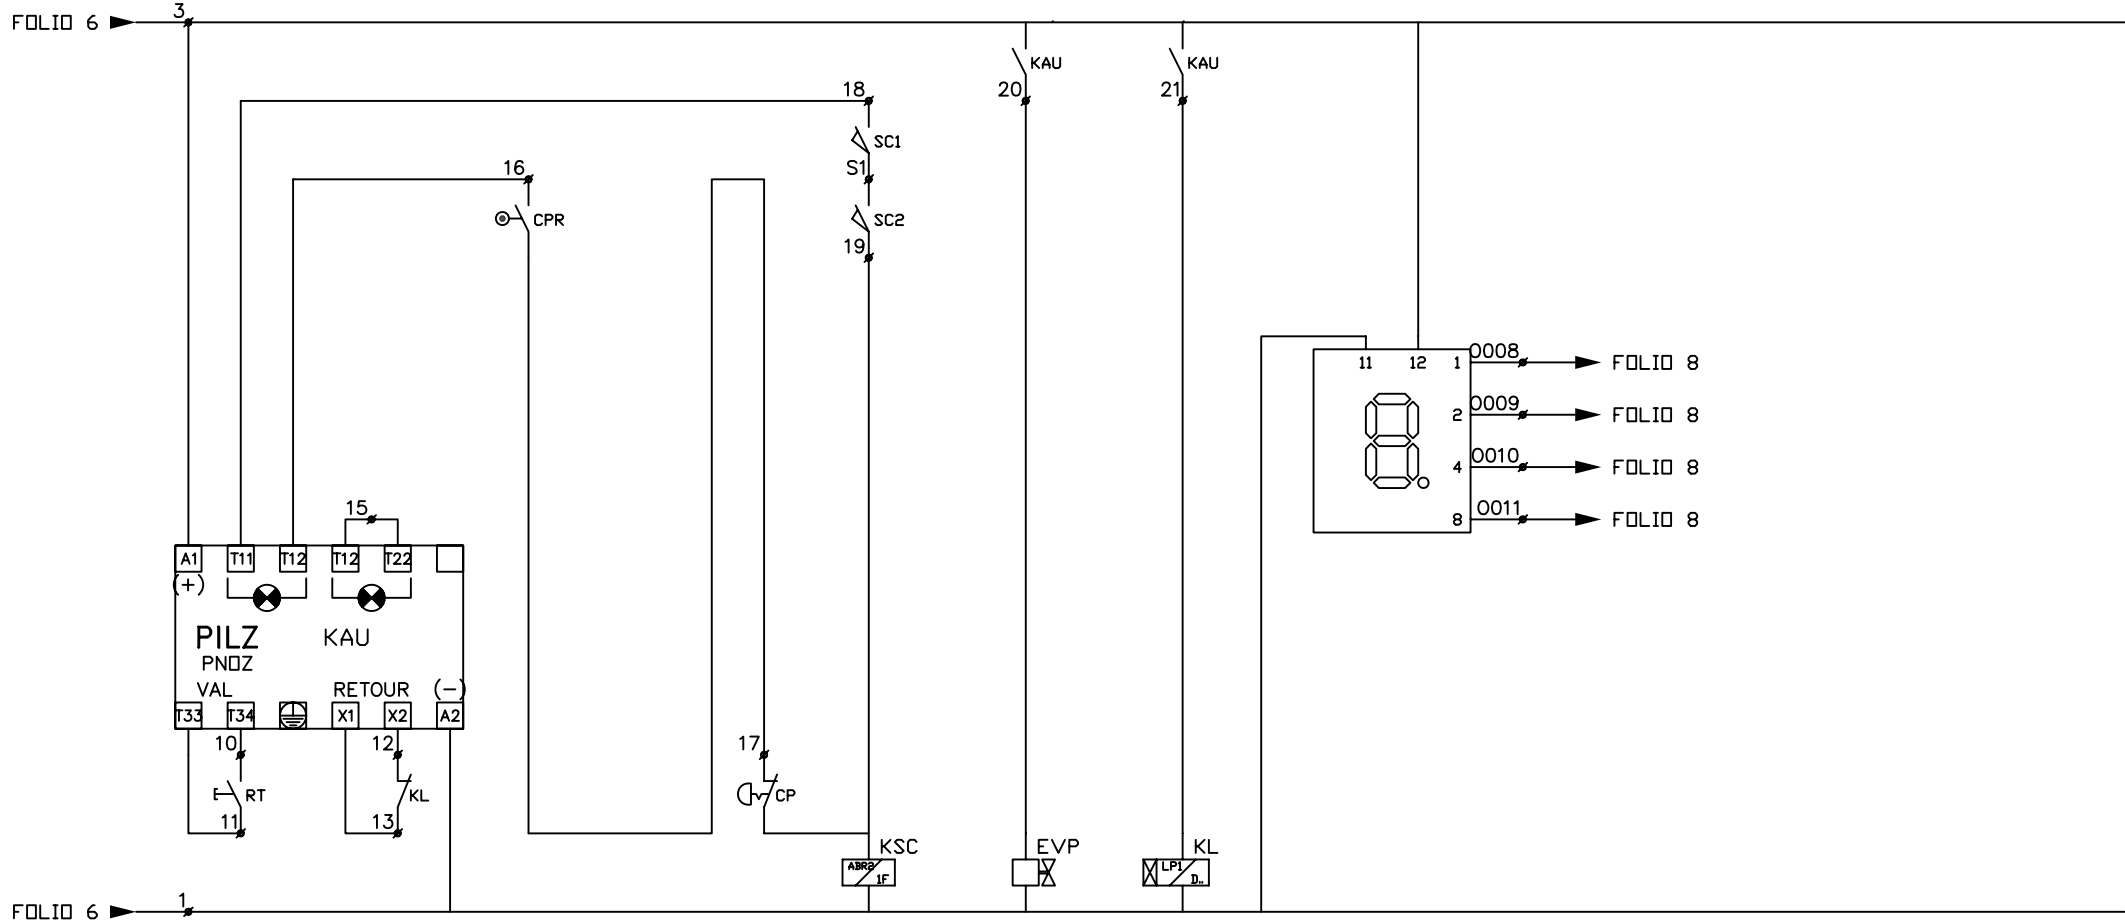 FOLIO 6
3
KAU
KAU
20
21
18
SC1
S1
SC2
19
16
CPR
11 12 1 0008 FOLIO 8
2 0009 FOLIO 8
4 0010 FOLIO 8
8 0011 FOLIO 8
15
A1 T11 T12 T12 T22
(+)
PILZ KAU
PNOZ
VAL RETOUR (-)
T33 T34 X1 X2 A2
10 12 17
RT KL CP
11 13
KSC EVP KL
ABR2 LP1
1F D..
FOLIO 6
1